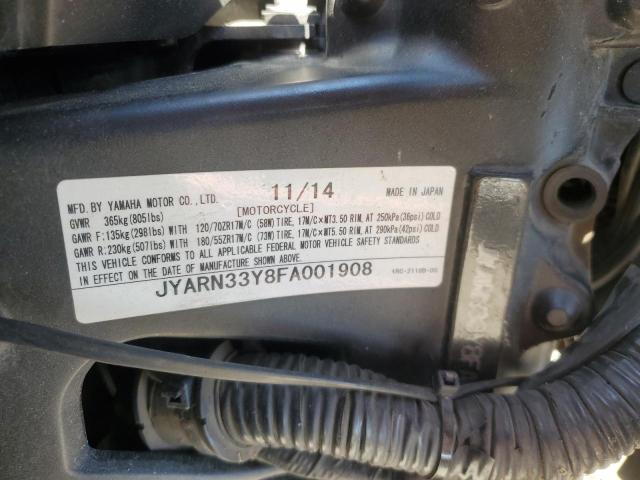 MFD. BY YAMAHA MOTOR CO., LTD. 11/14 MADE IN JAPAN
GVWR 365kg(805lbs) [MOTORCYCLE]
GAWR F:135kg(298lbs) WITH 120/70ZR17M/C (58W) TIRE, 17M/C×MT3.50 RIM, AT 250kPa(36psi) COLD
GAWR R:230kg(507lbs) WITH 180/55ZR17M/C (73W) TIRE, 17M/C×MT5.50 RIM, AT 290kPa(42psi) COLD
THIS VEHICLE CONFORMS TO ALL APPLICABLE FEDERAL MOTOR VEHICLE SAFETY STANDARDS
IN EFFECT ON THE DATE OF MANUFACTURE SHOWN ABOVE.
JYARN33Y8FA001908